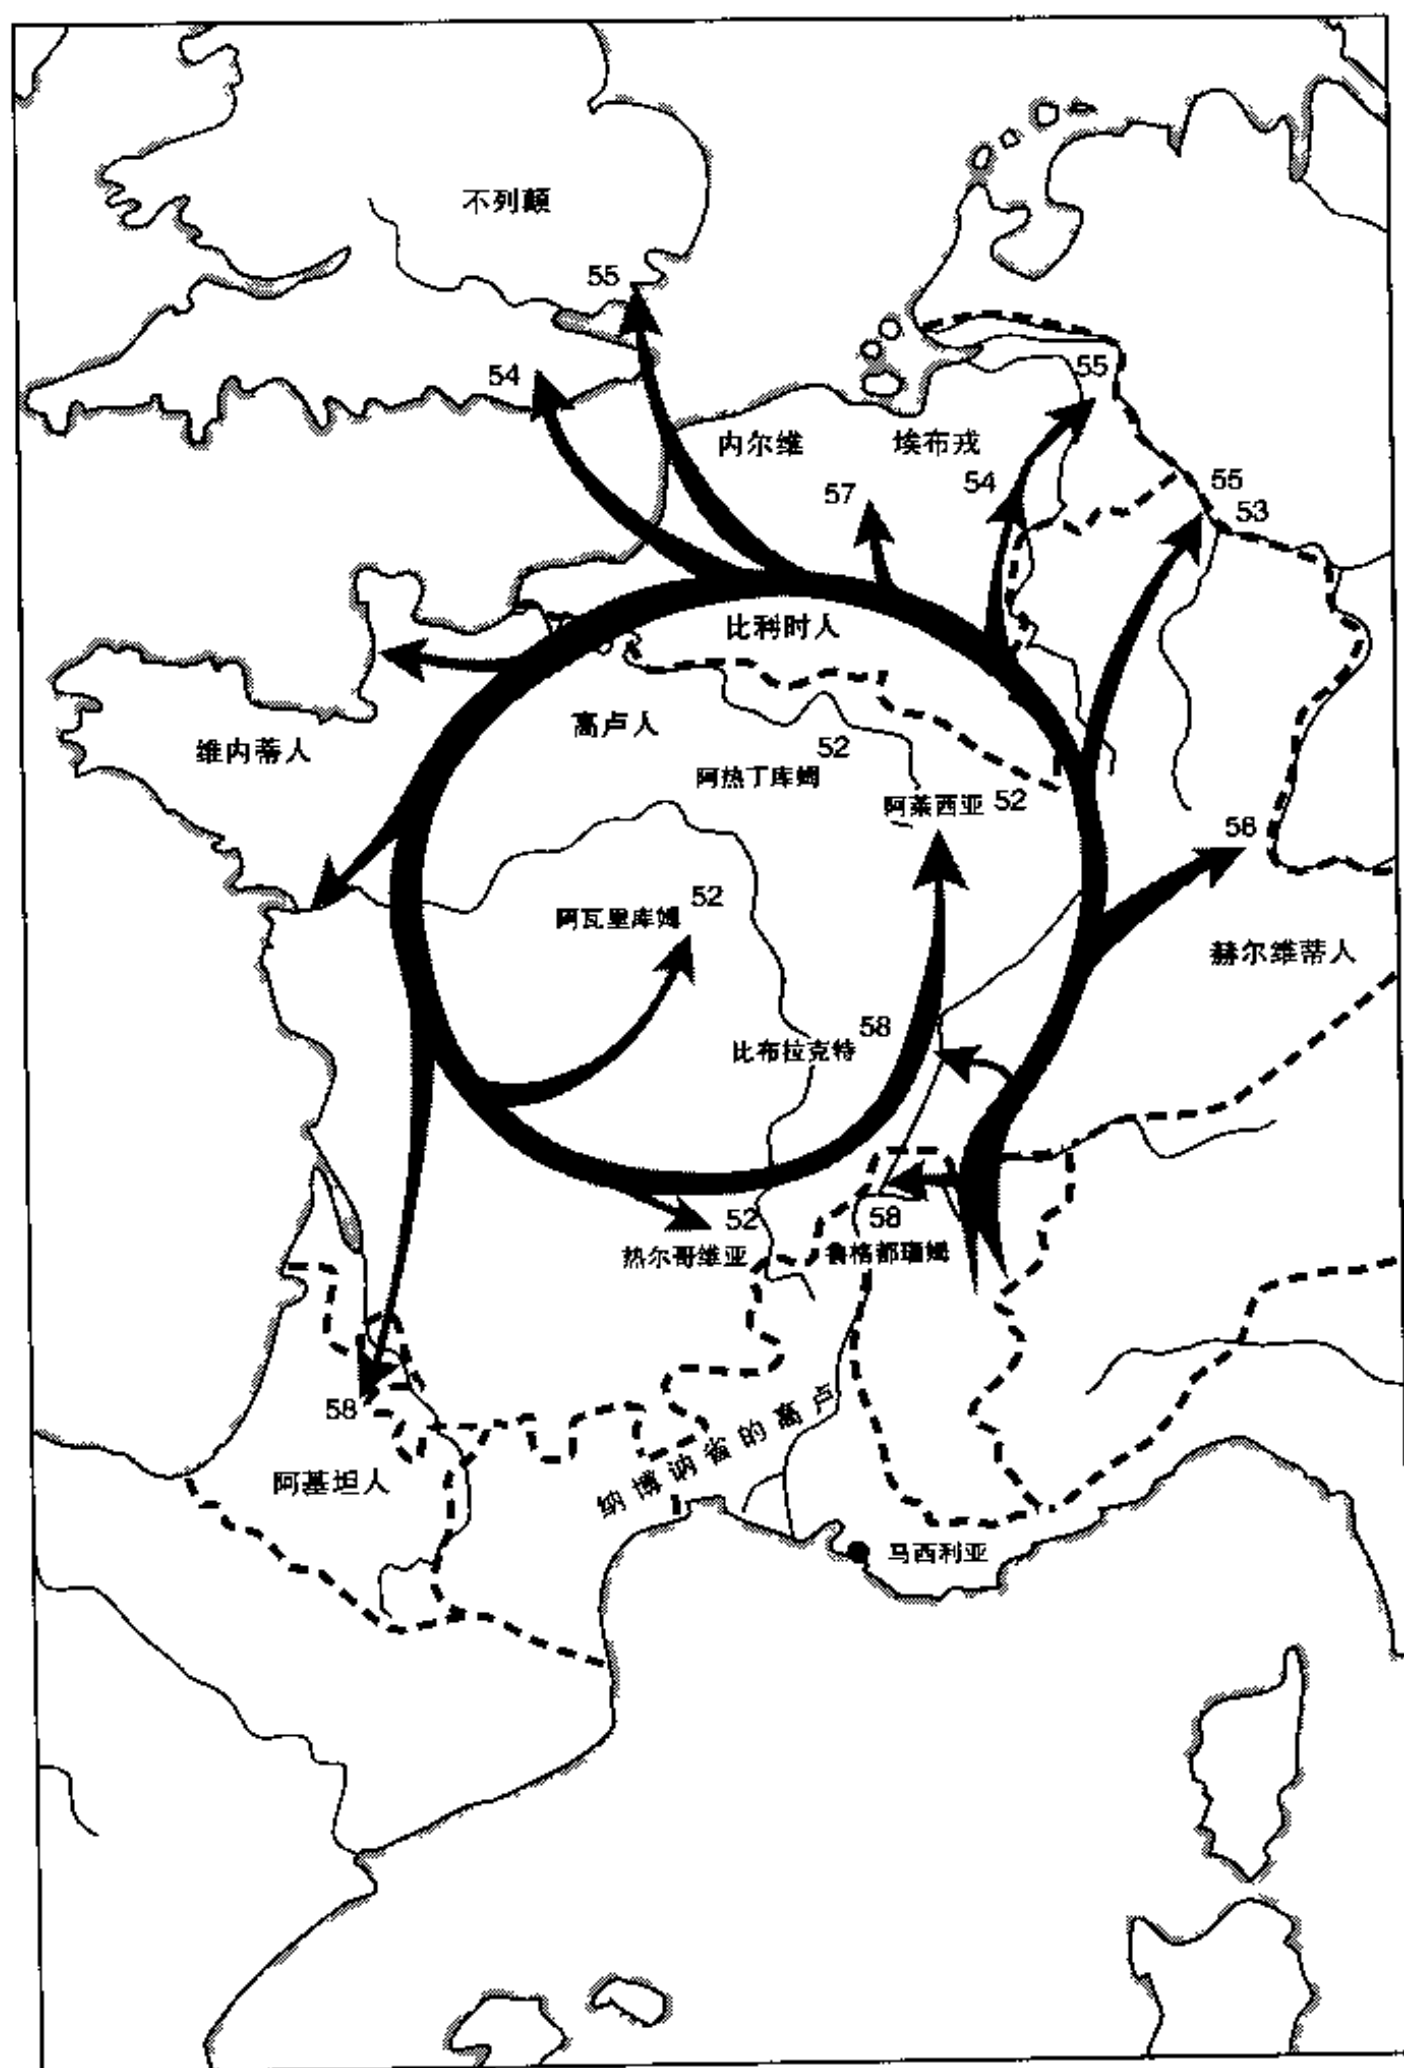 不列颠
55
54
55
内尔维
埃布戎
57
54
55
53
比利时人
高卢人
52
维内蒂人
阿热丁库姆
阿莱西亚
52
58
阿瓦里库姆
52
赫尔维蒂人
比布拉克特
58
52
58
热尔哥维亚
鲁格都瑞姆
58
纳博讷省的高卢
阿基坦人
马西利亚